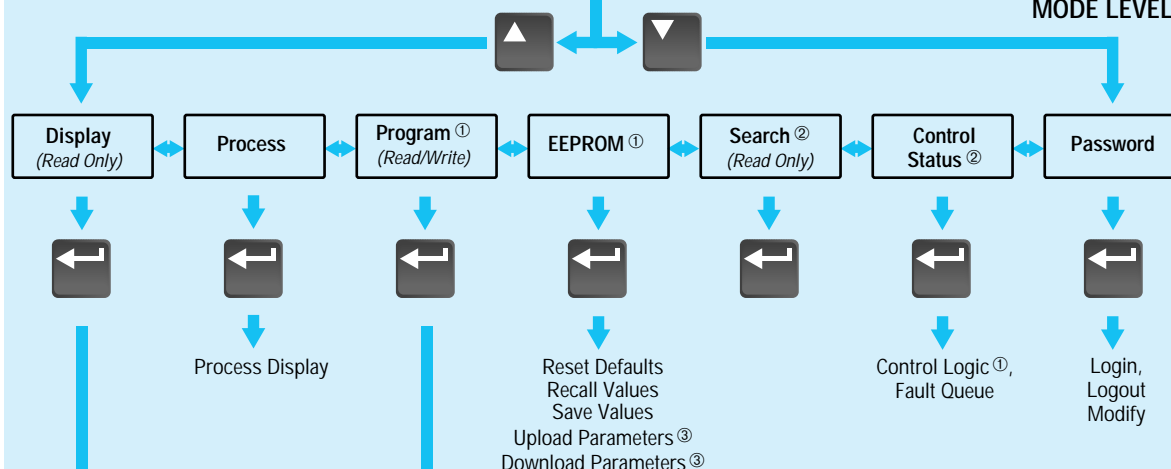 MODE LEVEL
Display
(Read Only)
Process
Program ①
(Read/Write)
EEPROM ①
Search ②
(Read Only)
Control
Status ②
Password
Process Display
Reset Defaults
Recall Values
Save Values
Upload Parameters ③
Download Parameters ③
Control Logic ①,
Fault Queue
Login,
Logout
Modify